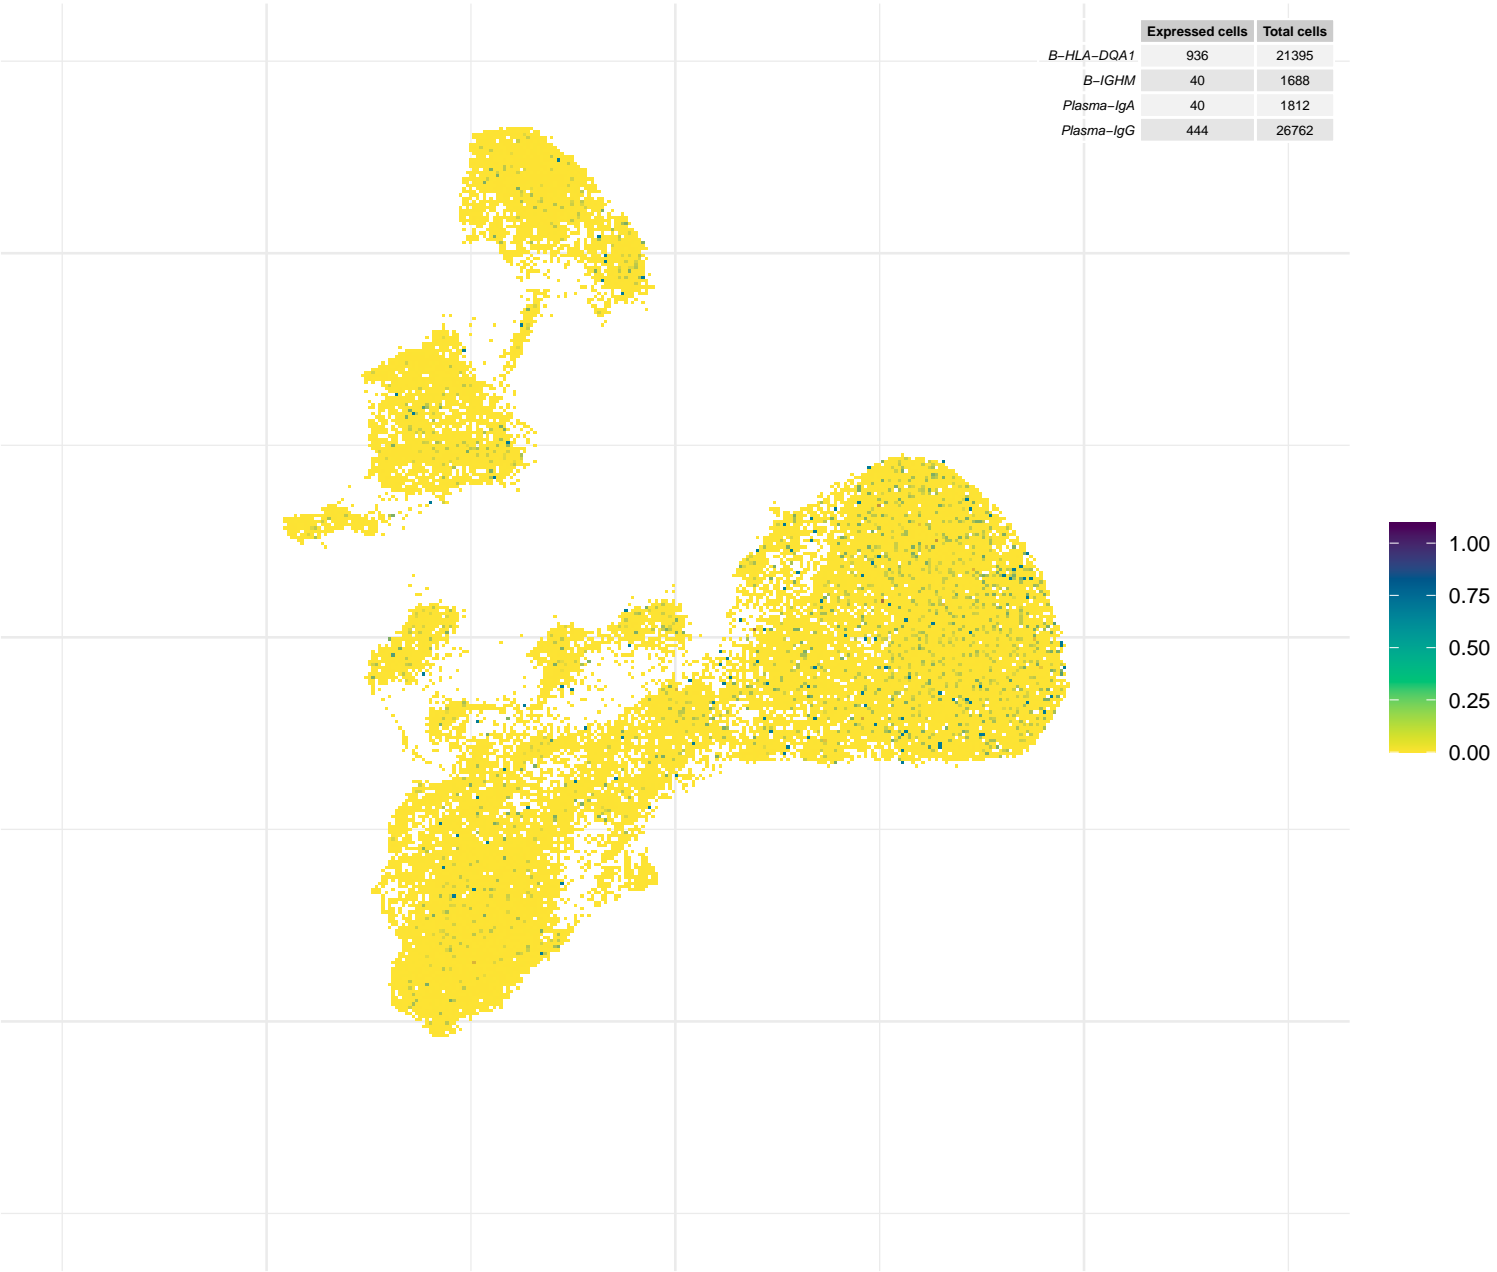 Expressed cells Total cells
B−HLA−DQA1 936 21395
B−IGHM 40 1688
Plasma−IgA 40 1812
Plasma−IgG 444 26762
1.00
0.75
0.50
0.25
0.00